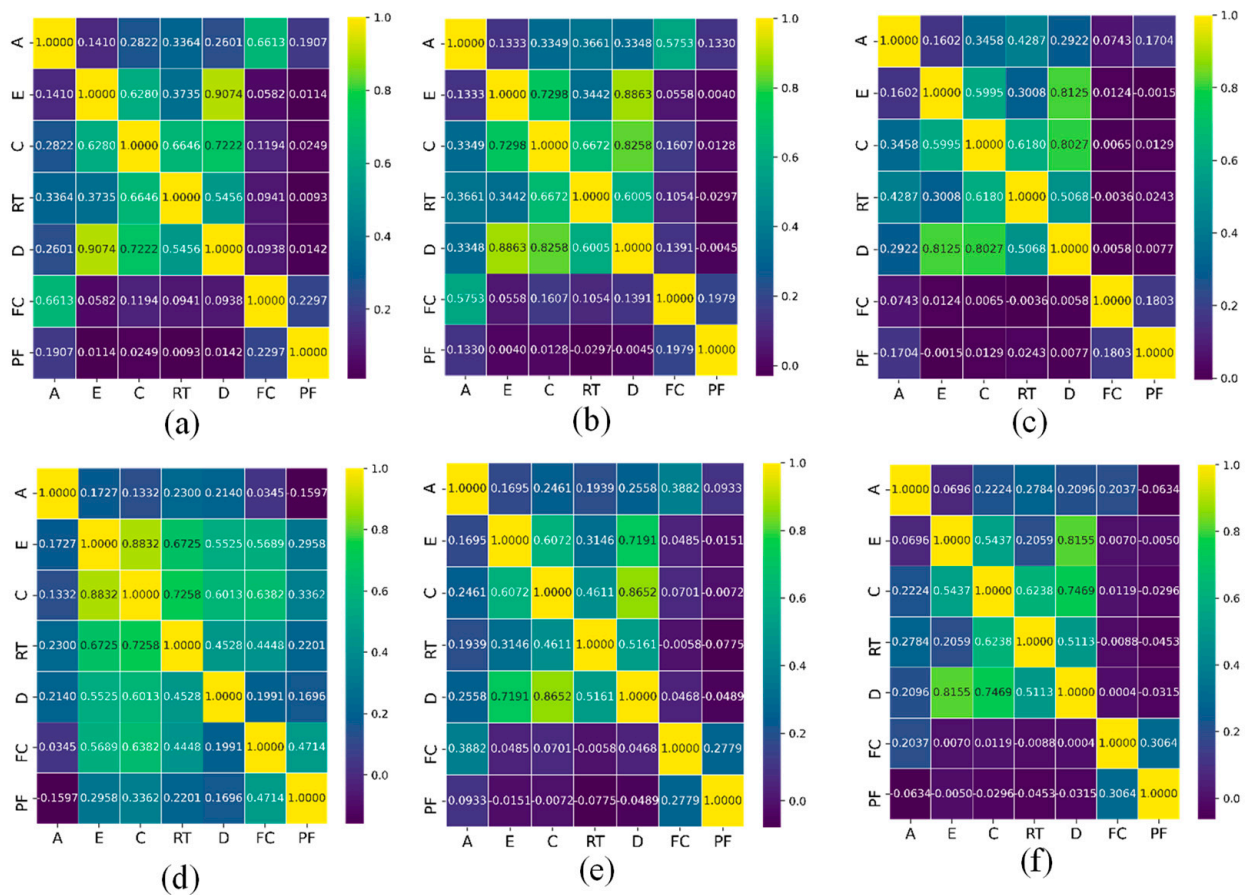 A 1.0000 0.1410 0.2822 0.3364 0.2601 0.6613 0.1907
E 0.1410 1.0000 0.6280 0.3735 0.9074 0.0582 0.0114
C 0.2822 0.6280 1.0000 0.6646 0.7222 0.1194 0.0249
RT 0.3364 0.3735 0.6646 1.0000 0.5456 0.0941 0.0093
D 0.2601 0.9074 0.7222 0.5456 1.0000 0.0938 0.0142
FC 0.6613 0.0582 0.1194 0.0941 0.0938 1.0000 0.2297
PF 0.1907 0.0114 0.0249 0.0093 0.0142 0.2297 1.0000
A E C RT D FC PF
1.0
0.8
0.6
0.4
0.2
(a)
A 1.0000 0.1333 0.3349 0.3661 0.3348 0.5753 0.1330
E 0.1333 1.0000 0.7298 0.3442 0.8863 0.0558 0.0040
C 0.3349 0.7298 1.0000 0.6672 0.8258 0.1607 0.0128
RT 0.3661 0.3442 0.6672 1.0000 0.6005 0.1054 -0.0297
D 0.3348 0.8863 0.8258 0.6005 1.0000 0.1391 -0.0045
FC 0.5753 0.0558 0.1607 0.1054 0.1391 1.0000 0.1979
PF 0.1330 0.0040 0.0128 -0.0297 -0.0045 0.1979 1.0000
A E C RT D FC PF
1.0
0.8
0.6
0.4
0.2
0.0
(b)
A 1.0000 0.1602 0.3458 0.4287 0.2922 0.0743 0.1704
E 0.1602 1.0000 0.5995 0.3008 0.8125 0.0124 -0.0015
C 0.3458 0.5995 1.0000 0.6180 0.8027 0.0065 0.0129
RT 0.4287 0.3008 0.6180 1.0000 0.5068 -0.0036 0.0243
D 0.2922 0.8125 0.8027 0.5068 1.0000 0.0058 0.0077
FC 0.0743 0.0124 0.0065 -0.0036 0.0058 1.0000 0.1803
PF 0.1704 -0.0015 0.0129 0.0243 0.0077 0.1803 1.0000
A E C RT D FC PF
1.0
0.8
0.6
0.4
0.2
0.0
(c)
A 1.0000 0.1727 0.1332 0.2300 0.2140 0.0345 -0.1597
E 0.1727 1.0000 0.8832 0.6725 0.5525 0.5689 0.2958
C 0.1332 0.8832 1.0000 0.7258 0.6013 0.6382 0.3362
RT 0.2300 0.6725 0.7258 1.0000 0.4528 0.4448 0.2201
D 0.2140 0.5525 0.6013 0.4528 1.0000 0.1991 0.1696
FC 0.0345 0.5689 0.6382 0.4448 0.1991 1.0000 0.4714
PF -0.1597 0.2958 0.3362 0.2201 0.1696 0.4714 1.0000
A E C RT D FC PF
1.0
0.8
0.6
0.4
0.2
0.0
(d)
A 1.0000 0.1695 0.2461 0.1939 0.2558 0.3882 0.0933
E 0.1695 1.0000 0.6072 0.3146 0.7191 0.0485 -0.0151
C 0.2461 0.6072 1.0000 0.4611 0.8652 0.0701 -0.0072
RT 0.1939 0.3146 0.4611 1.0000 0.5161 -0.0058 -0.0775
D 0.2558 0.7191 0.8652 0.5161 1.0000 0.0468 -0.0489
FC 0.3882 0.0485 0.0701 -0.0058 0.0468 1.0000 0.2779
PF 0.0933 -0.0151 -0.0072 -0.0775 -0.0489 0.2779 1.0000
A E C RT D FC PF
1.0
0.8
0.6
0.4
0.2
0.0
(e)
A 1.0000 0.0696 0.2224 0.2784 0.2096 0.2037 -0.0634
E 0.0696 1.0000 0.5437 0.2059 0.8155 0.0070 -0.0050
C 0.2224 0.5437 1.0000 0.6238 0.7469 0.0119 -0.0296
RT 0.2784 0.2059 0.6238 1.0000 0.5113 -0.0088 -0.0453
D 0.2096 0.8155 0.7469 0.5113 1.0000 0.0004 -0.0315
FC 0.2037 0.0070 0.0119 -0.0088 0.0004 1.0000 0.3064
PF -0.0634 -0.0050 -0.0296 -0.0453 -0.0315 0.3064 1.0000
A E C RT D FC PF
1.0
0.8
0.6
0.4
0.2
0.0
(f)